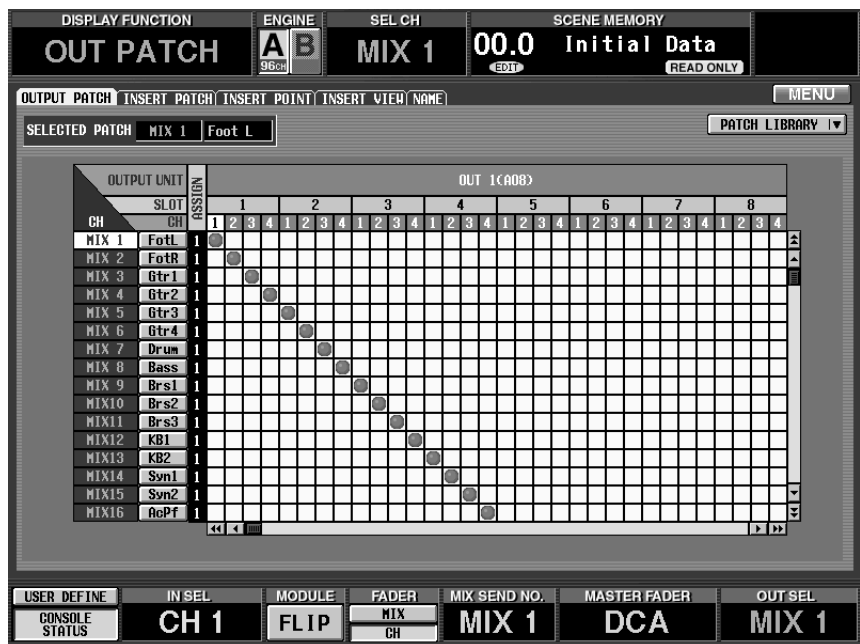 DISPLAY FUNCTION ENGINE SEL CH SCENE MEMORY
OUT PATCH A B 96CH MIX 1 00.0 EDIT Initial Data READ ONLY
OUTPUT PATCH INSERT PATCH INSERT POINT INSERT VIEW NAME MENU
SELECTED PATCH MIX 1 Foot L PATCH LIBRARY
OUTPUT UNIT ASSIGN OUT 1(A08)
SLOT 1 2 3 4 5 6 7 8
CH CH 1 2 3 4 1 2 3 4 1 2 3 4 1 2 3 4 1 2 3 4 1 2 3 4 1 2 3 4 1 2 3 4
MIX 1 FotL 1
MIX 2 FotR 1
MIX 3 Gtr1 1
MIX 4 Gtr2 1
MIX 5 Gtr3 1
MIX 6 Gtr4 1
MIX 7 Drum 1
MIX 8 Bass 1
MIX 9 Brs1 1
MIX10 Brs2 1
MIX11 Brs3 1
MIX12 KB1 1
MIX13 KB2 1
MIX14 Syn1 1
MIX15 Syn2 1
MIX16 AcPf 1
USER DEFINE IN SEL MODULE FADER MIX SEND NO. MASTER FADER OUT SEL
CONSOLE STATUS CH 1 FLIP MIX CH MIX 1 DCA MIX 1